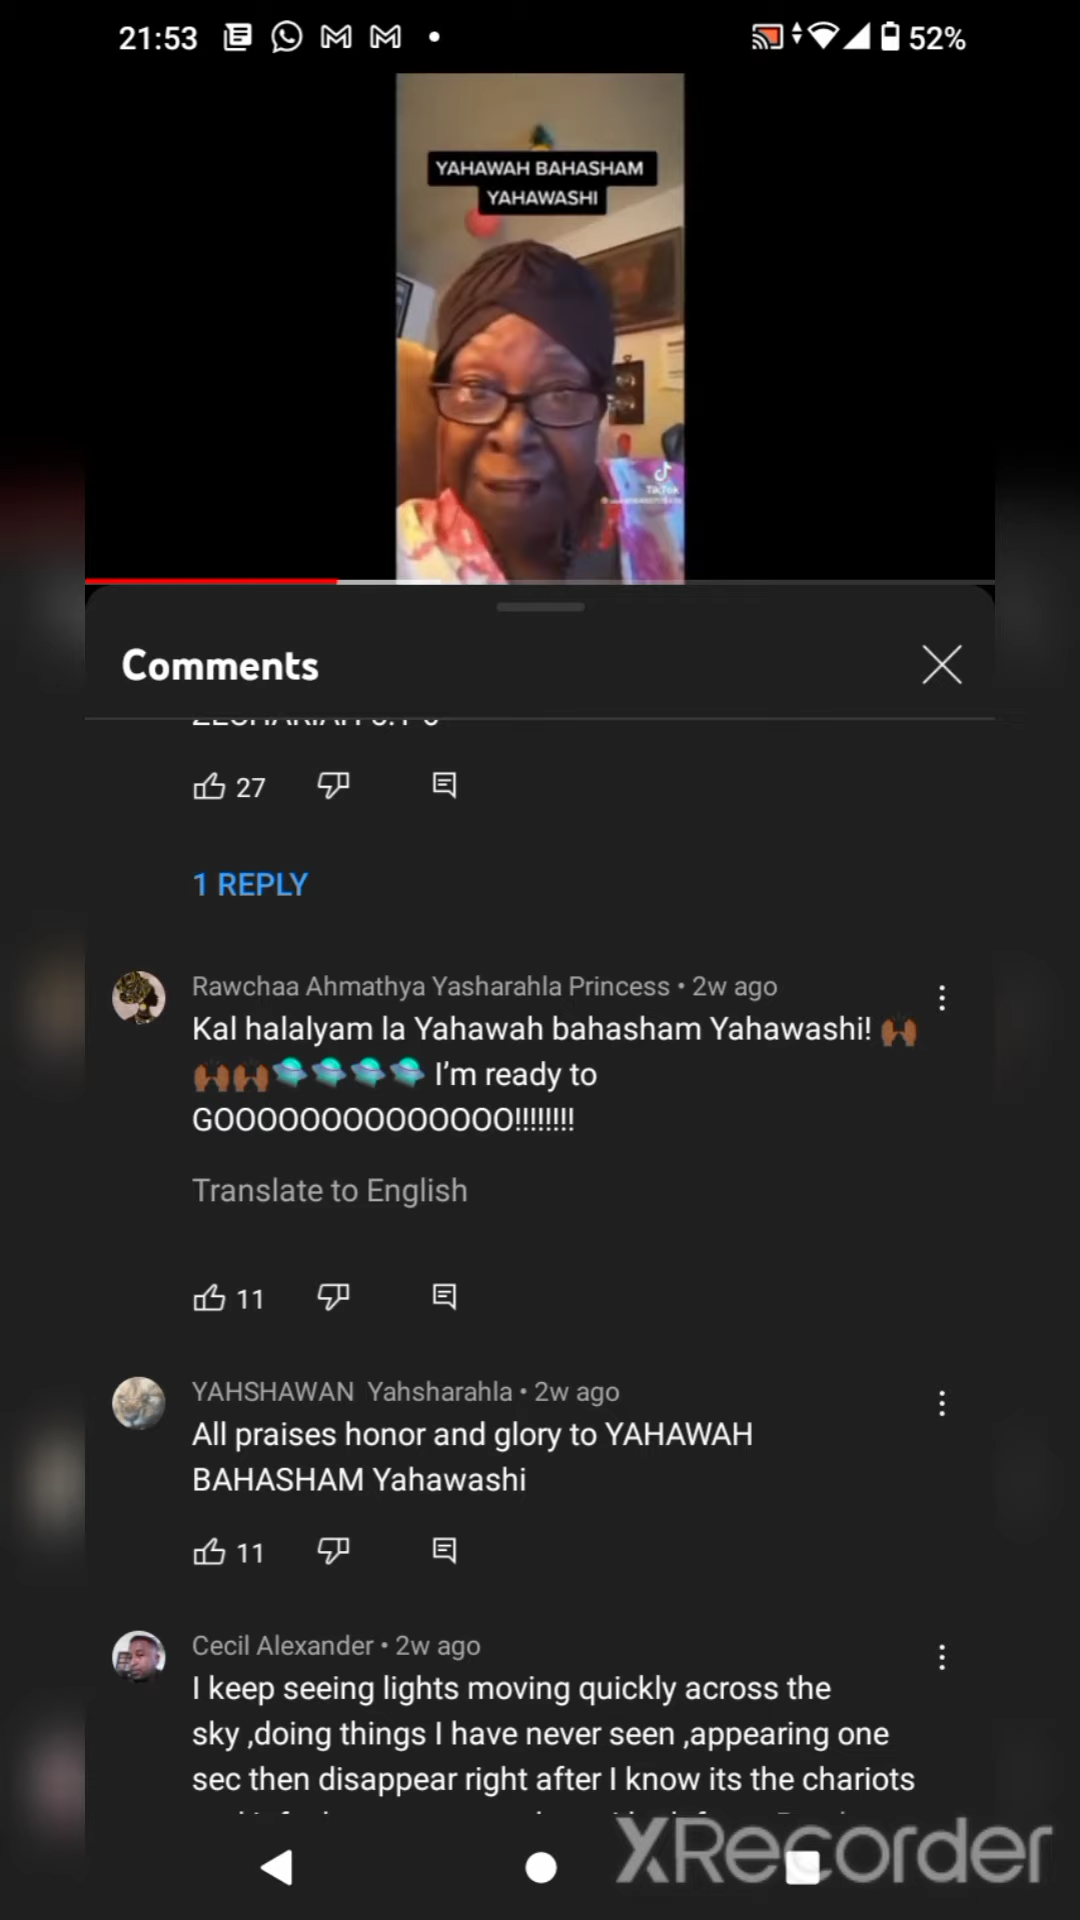 21:53
52%
YAHAWAH BAHASHAM
YAHAWASHI
TikTok
Comments
27
1 REPLY
Rawchaa Ahmathya Yasharahla Princess • 2w ago
Kal halalyam la Yahawah bahasham Yahawashi! 🙌🏾
🙌🏾🙌🏾🛸🛸🛸🛸 I’m ready to
GOOOOOOOOOOOOOO!!!!!!!!
Translate to English
11
YAHSHAWAN Yahsharahla • 2w ago
All praises honor and glory to YAHAWAH
BAHASHAM Yahawashi
11
Cecil Alexander • 2w ago
I keep seeing lights moving quickly across the
sky ,doing things I have never seen ,appearing one
sec then disappear right after I know its the chariots
XRecorder